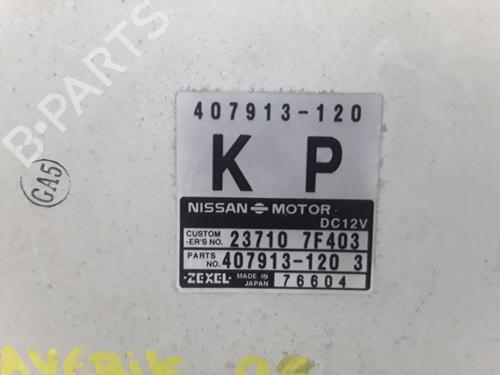 B-PARTS
407913-120
K P
GA5
NISSAN MOTOR
DC12V
CUSTOM
-ER'S NO. 23710 7F403
PARTS
NO. 407913-120 3
·ZEXEL· MADE IN
JAPAN 76604